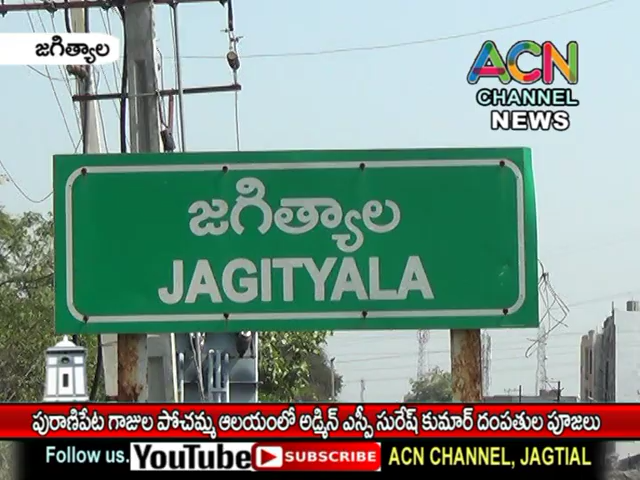 జగిత్యాల
ACN
CHANNEL
NEWS
జగిత్యాల
JAGITYALA
పురాణిపేట గాజుల పోచమ్మ ఆలయంలో అడ్మిన్ ఎస్పీ సురేష్ కుమార్ దంపతుల పూజలు
Follow us. YouTube SUBSCRIBE ACN CHANNEL, JAGTIAL